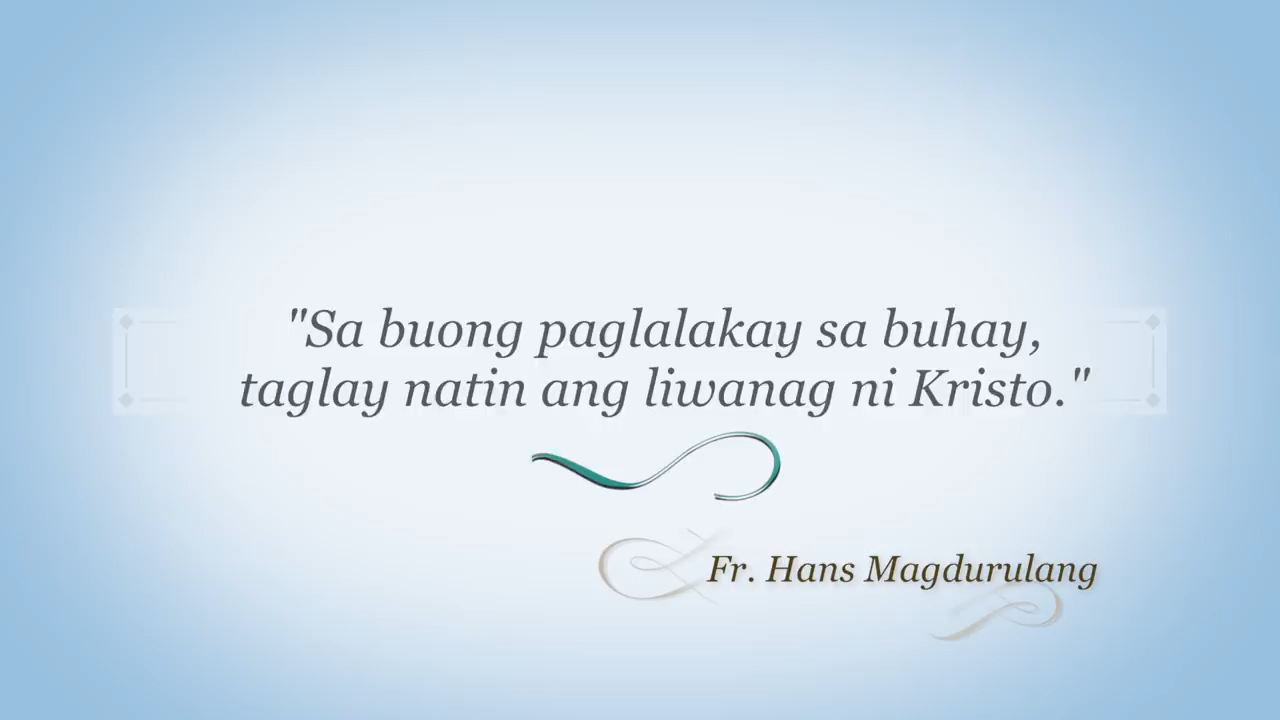 "Sa buong paglalakay sa buhay,
taglay natin ang liwanag ni Kristo."
Fr. Hans Magdurulang